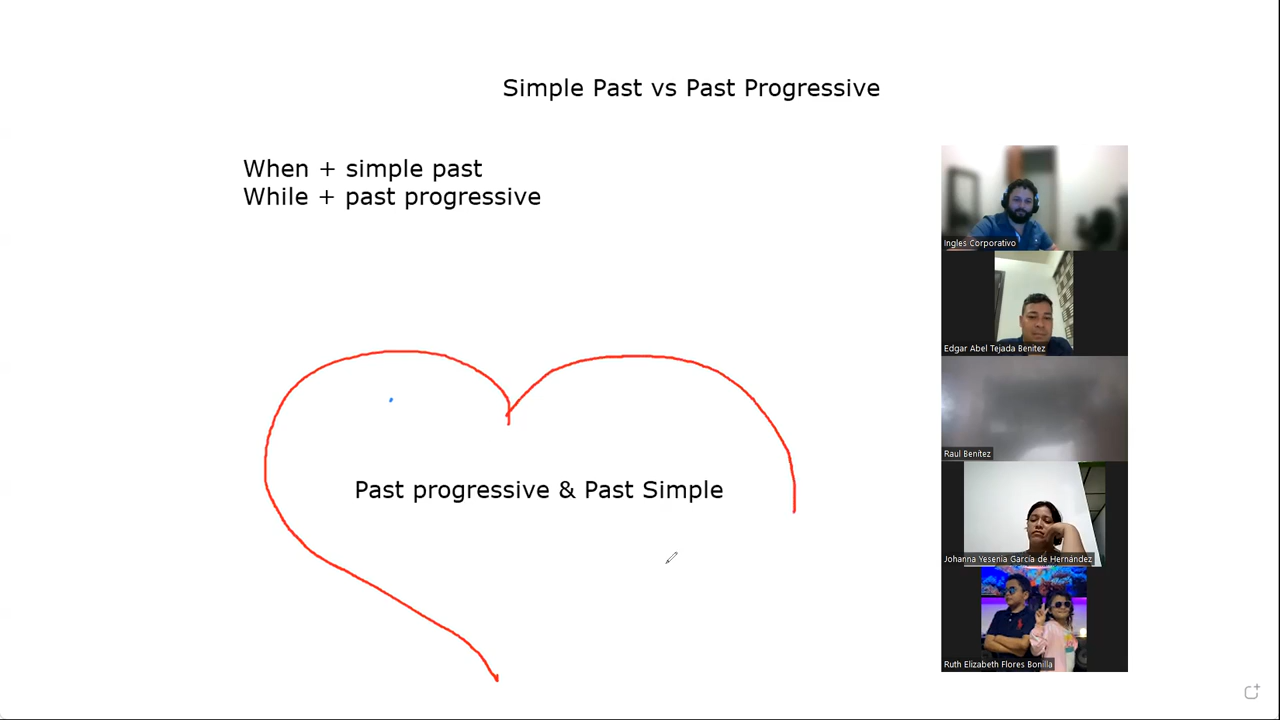 Simple Past vs Past Progressive
When + simple past
While + past progressive
Past progressive & Past Simple
Ingles Corporativo
Edgar Abel Tejada Benitez
Raul Benítez
Johanna Yesenia García de Hernández
Ruth Elizabeth Flores Bonilla